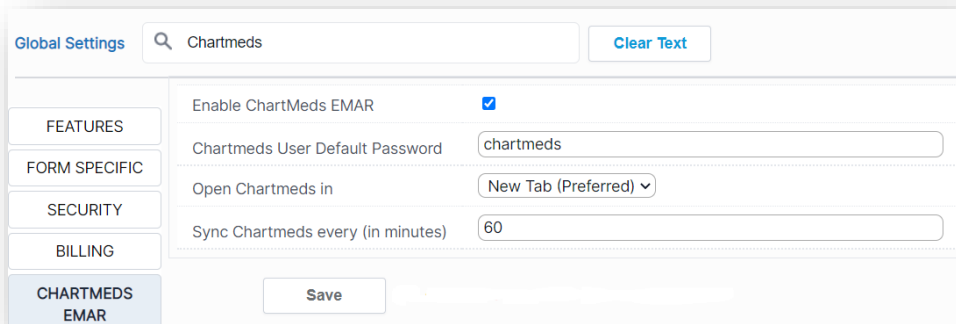 Global Settings
Chartmeds
Clear Text
FEATURES
FORM SPECIFIC
SECURITY
BILLING
CHARTMEDS
EMAR
Enable ChartMeds EMAR
Chartmeds User Default Password
chartmeds
Open Chartmeds in
New Tab (Preferred)
Sync Chartmeds every (in minutes)
60
Save